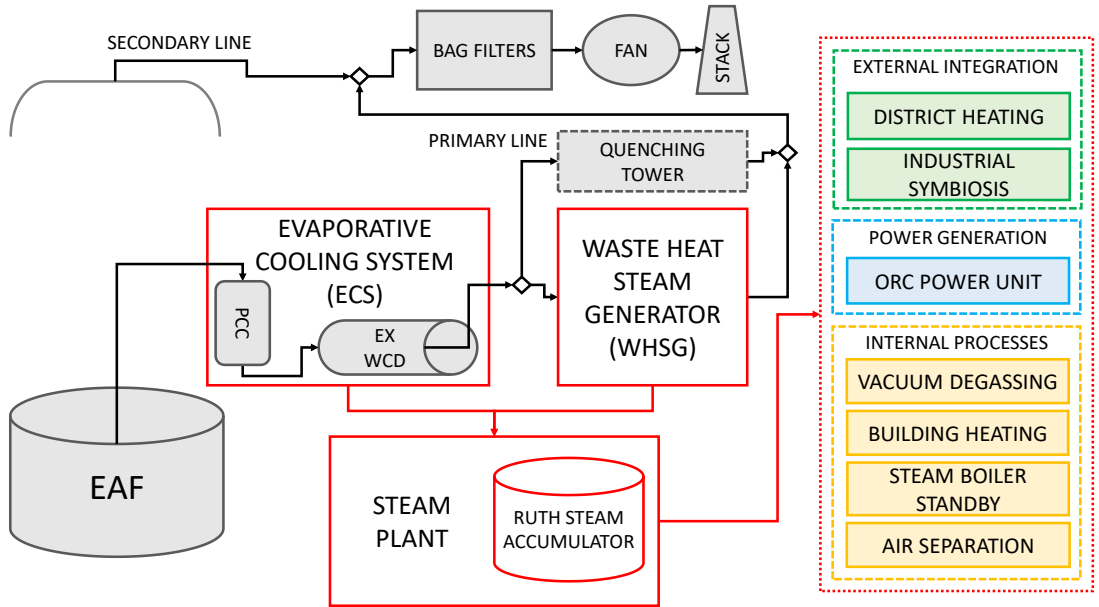 SECONDARY LINE
BAG FILTERS
FAN
STACK
PRIMARY LINE
QUENCHING
TOWER
EVAPORATIVE
COOLING SYSTEM
(ECS)
PCC
EX
WCD
WASTE HEAT
STEAM
GENERATOR
(WHSG)
EAF
STEAM
PLANT
RUTH STEAM
ACCUMULATOR
EXTERNAL INTEGRATION
DISTRICT HEATING
INDUSTRIAL
SYMBIOSIS
POWER GENERATION
ORC POWER UNIT
INTERNAL PROCESSES
VACUUM DEGASSING
BUILDING HEATING
STEAM BOILER
STANDBY
AIR SEPARATION